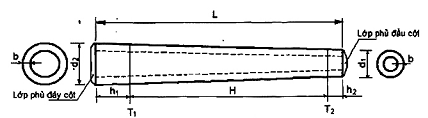 L
Lớp phủ đầu cột
b
d2
d1
b
Lớp phủ đáy cột
h1
H
h2
T1
T2